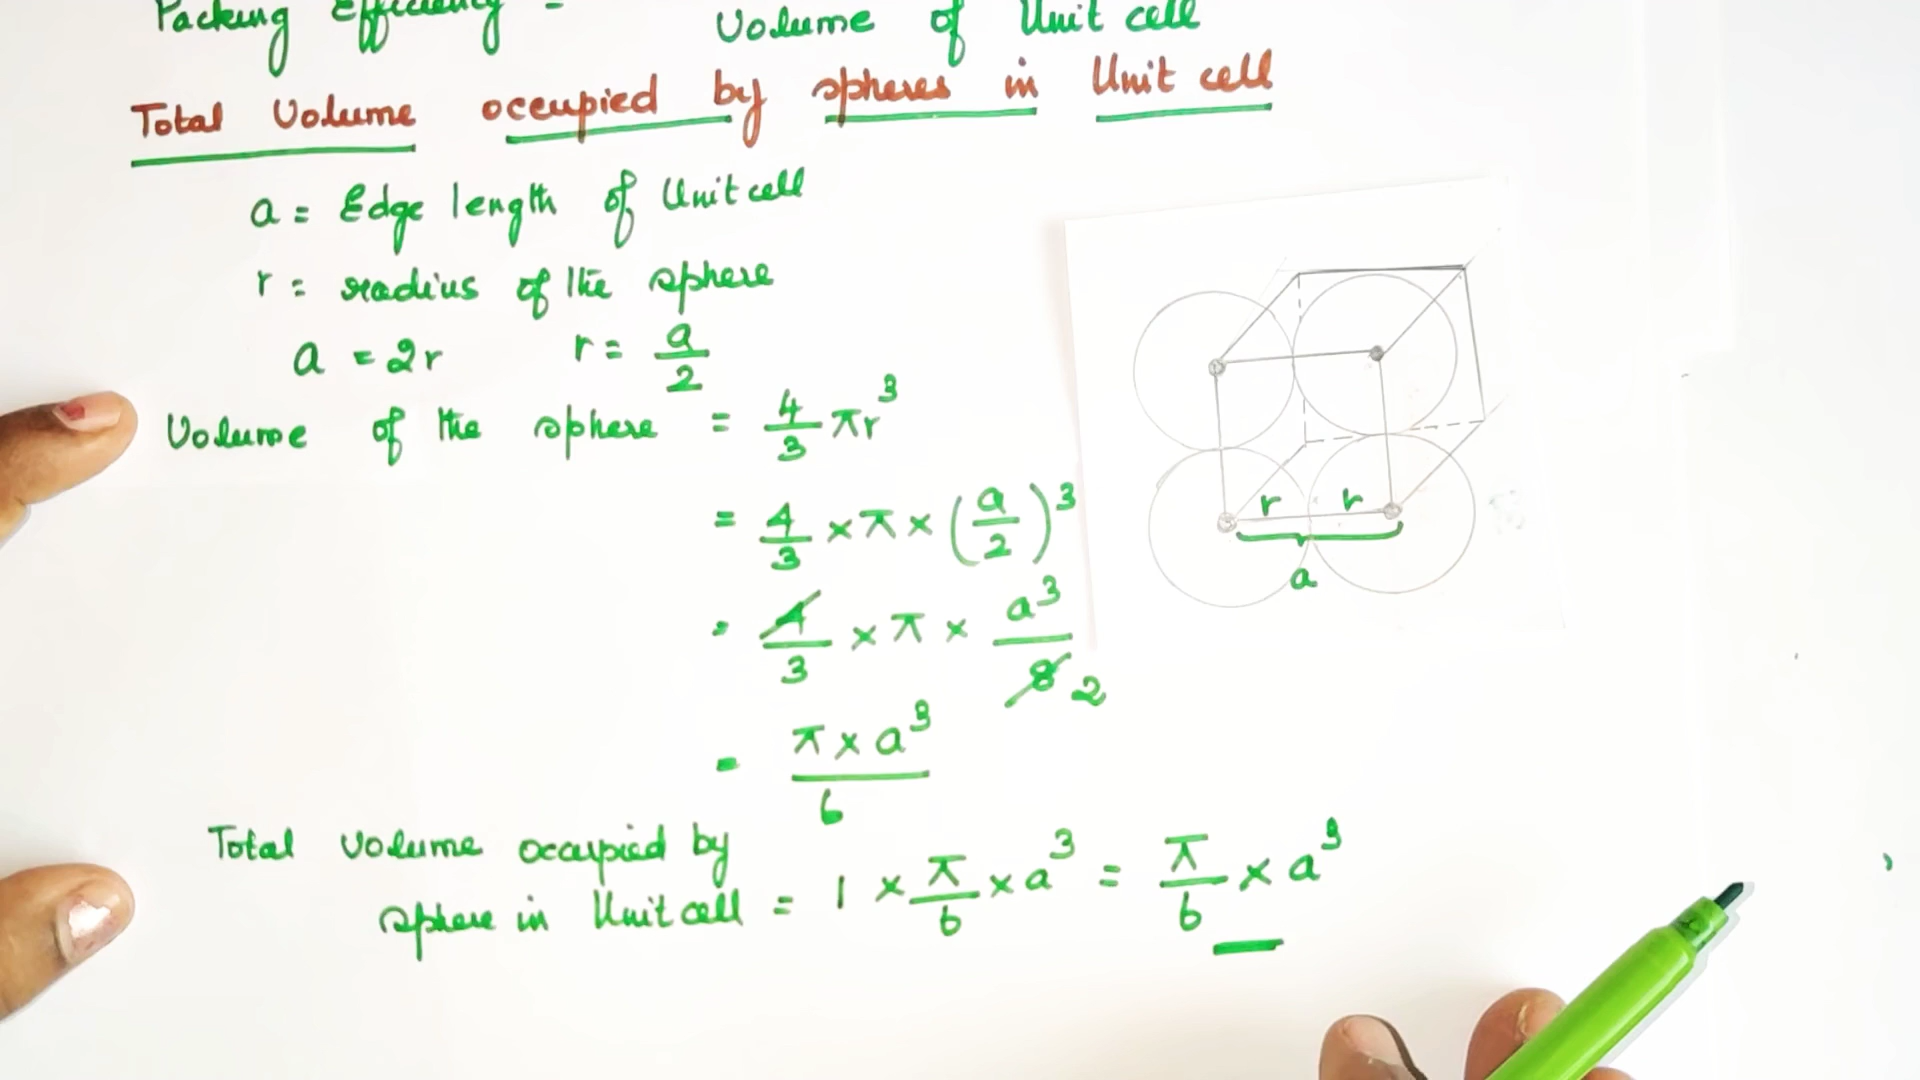 Packing Efficiency =
Volume of Unit cell
Total Volume occupied by spheres in Unit cell
a = Edge length of Unit cell
r = radius of the sphere
a = 2r r = a/2
Volume of the sphere = 4/3 πr³
= 4/3 × π × (a/2)³
= 4/3 × π × a³/8 2
= π × a³/6
Total volume occupied by
sphere in Unit cell = 1 × π/6 × a³ = π/6 × a³
r r
a